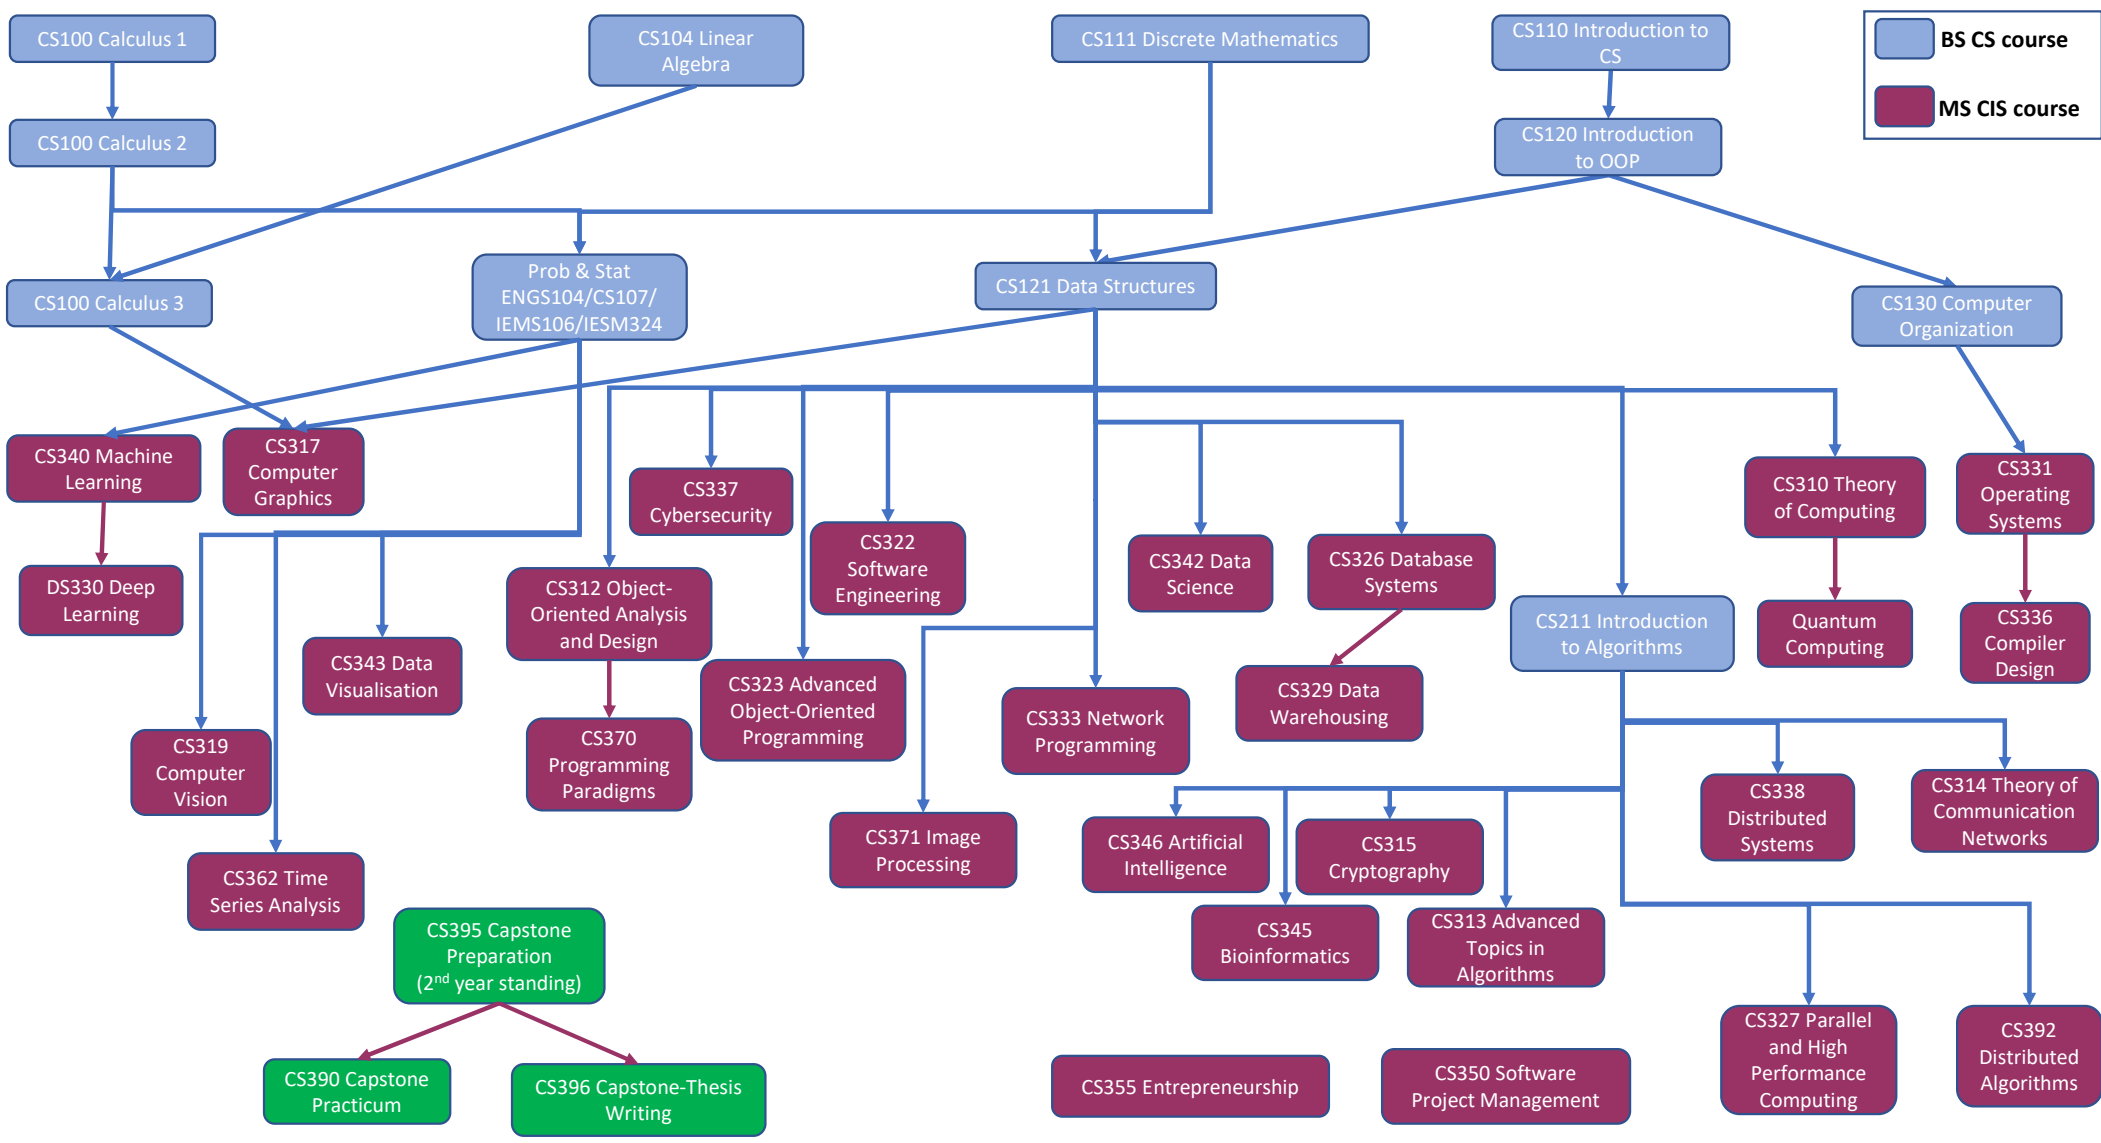 CS100 Calculus 1
CS104 Linear
Algebra
CS111 Discrete Mathematics
CS110 Introduction to
CS
BS CS course
MS CIS course
CS100 Calculus 2
CS120 Introduction
to OOP
CS100 Calculus 3
Prob & Stat
ENGS104/CS107/
IEMS106/IESM324
CS121 Data Structures
CS130 Computer
Organization
CS340 Machine
Learning
CS317
Computer
Graphics
CS337
Cybersecurity
CS322
Software
Engineering
CS342 Data
Science
CS326 Database
Systems
CS310 Theory
of Computing
CS331
Operating
Systems
DS330 Deep
Learning
CS343 Data
Visualisation
CS312 Object-
Oriented Analysis
and Design
CS211 Introduction
to Algorithms
Quantum
Computing
CS336
Compiler
Design
CS319
Computer
Vision
CS370
Programming
Paradigms
CS323 Advanced
Object-Oriented
Programming
CS333 Network
Programming
CS329 Data
Warehousing
CS362 Time
Series Analysis
CS371 Image
Processing
CS346 Artificial
Intelligence
CS315
Cryptography
CS338
Distributed
Systems
CS314 Theory of
Communication
Networks
CS395 Capstone
Preparation
(2nd year standing)
CS345
Bioinformatics
CS313 Advanced
Topics in
Algorithms
CS390 Capstone
Practicum
CS396 Capstone-Thesis
Writing
CS355 Entrepreneurship
CS350 Software
Project Management
CS327 Parallel
and High
Performance
Computing
CS392
Distributed
Algorithms